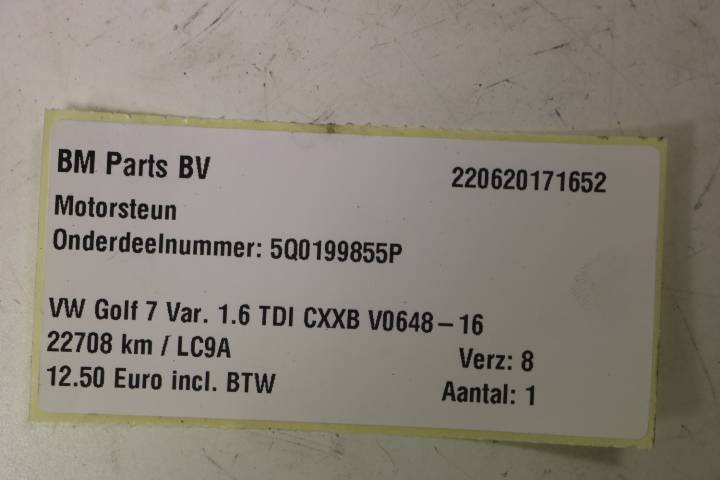 BM Parts BV 220620171652
Motorsteun
Onderdeelnummer: 5Q0199855P
VW Golf 7 Var. 1.6 TDI CXXB V0648-16
22708 km / LC9A Verz: 8
12.50 Euro incl. BTW Aantal: 1